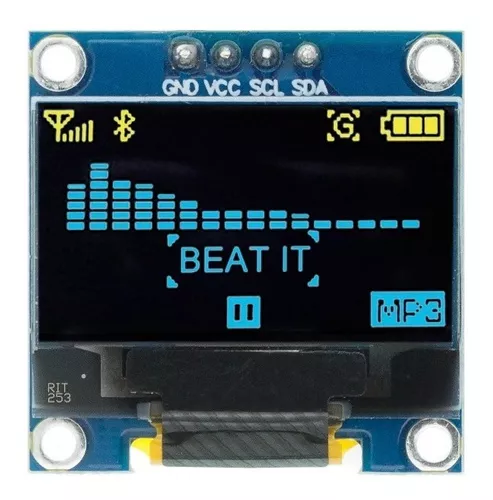 GND VCC SCL SDA
G
BEAT IT
MP3
RIT
253